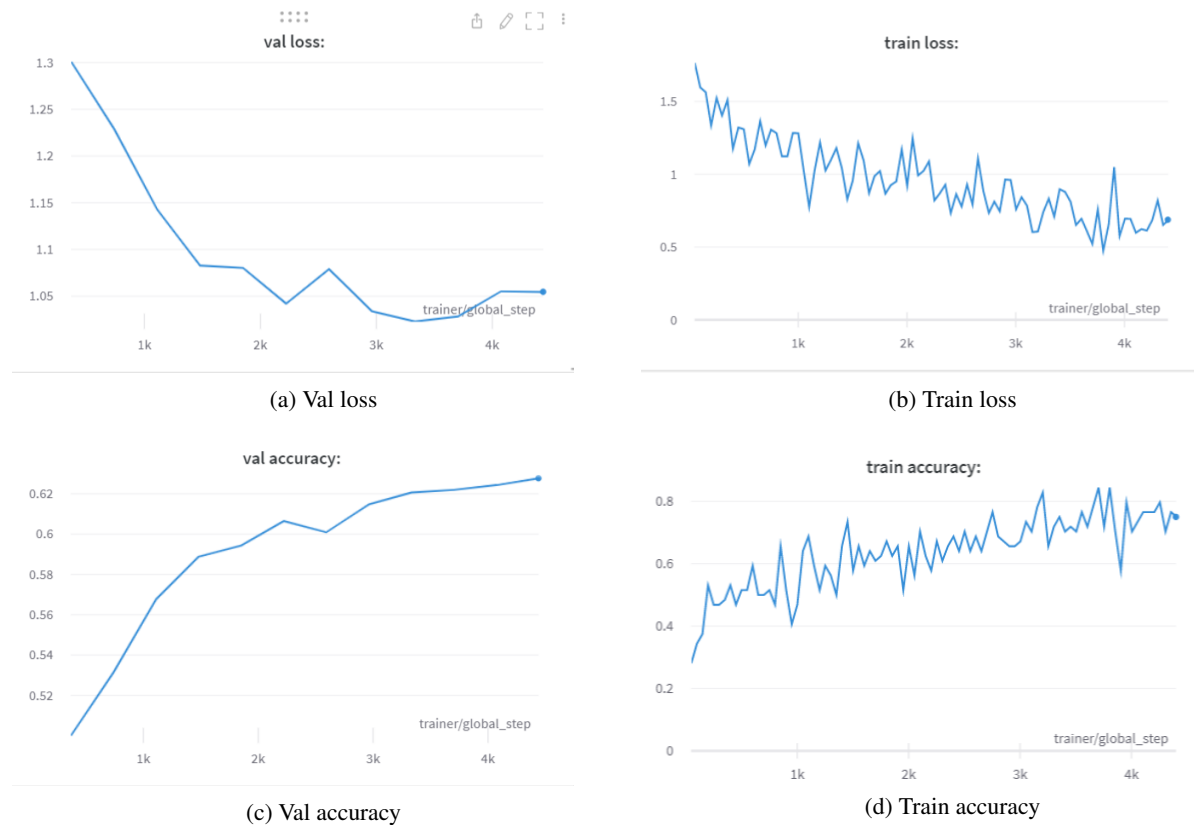 val loss:
1.3
1.25
1.2
1.15
1.1
1.05
trainer/global_step
1k 2k 3k 4k
(a) Val loss
train loss:
1.5
1
0.5
0
trainer/global_step
1k 2k 3k 4k
(b) Train loss
val accuracy:
0.62
0.6
0.58
0.56
0.54
0.52
trainer/global_step
1k 2k 3k 4k
(c) Val accuracy
train accuracy:
0.8
0.6
0.4
0.2
0
trainer/global_step
1k 2k 3k 4k
(d) Train accuracy